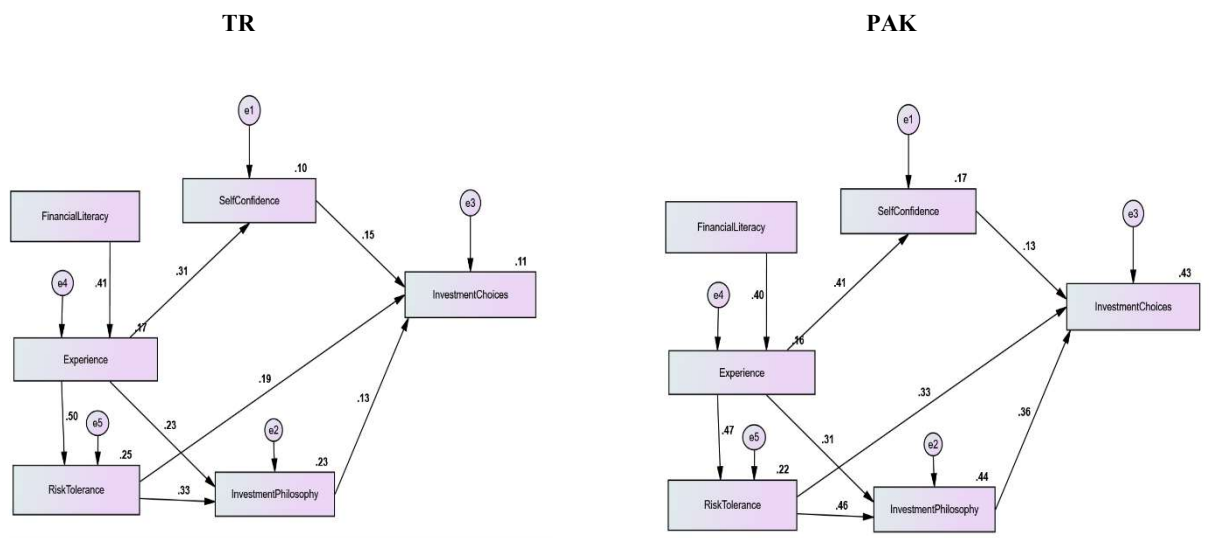 TR
e1
.10
SelfConfidence
FinancialLiteracy
e3
.15
.11
.31
.41
e4
InvestmentChoices
.17
Experience
.19
.13
.50
.23
e5
e2
.25
.23
RiskTolerance
.33
InvestmentPhilosophy
PAK
e1
.17
SelfConfidence
FinancialLiteracy
e3
.13
.43
.41
.40
e4
InvestmentChoices
.16
Experience
.33
.36
.47
.31
e5
e2
.22
.44
RiskTolerance
.46
InvestmentPhilosophy